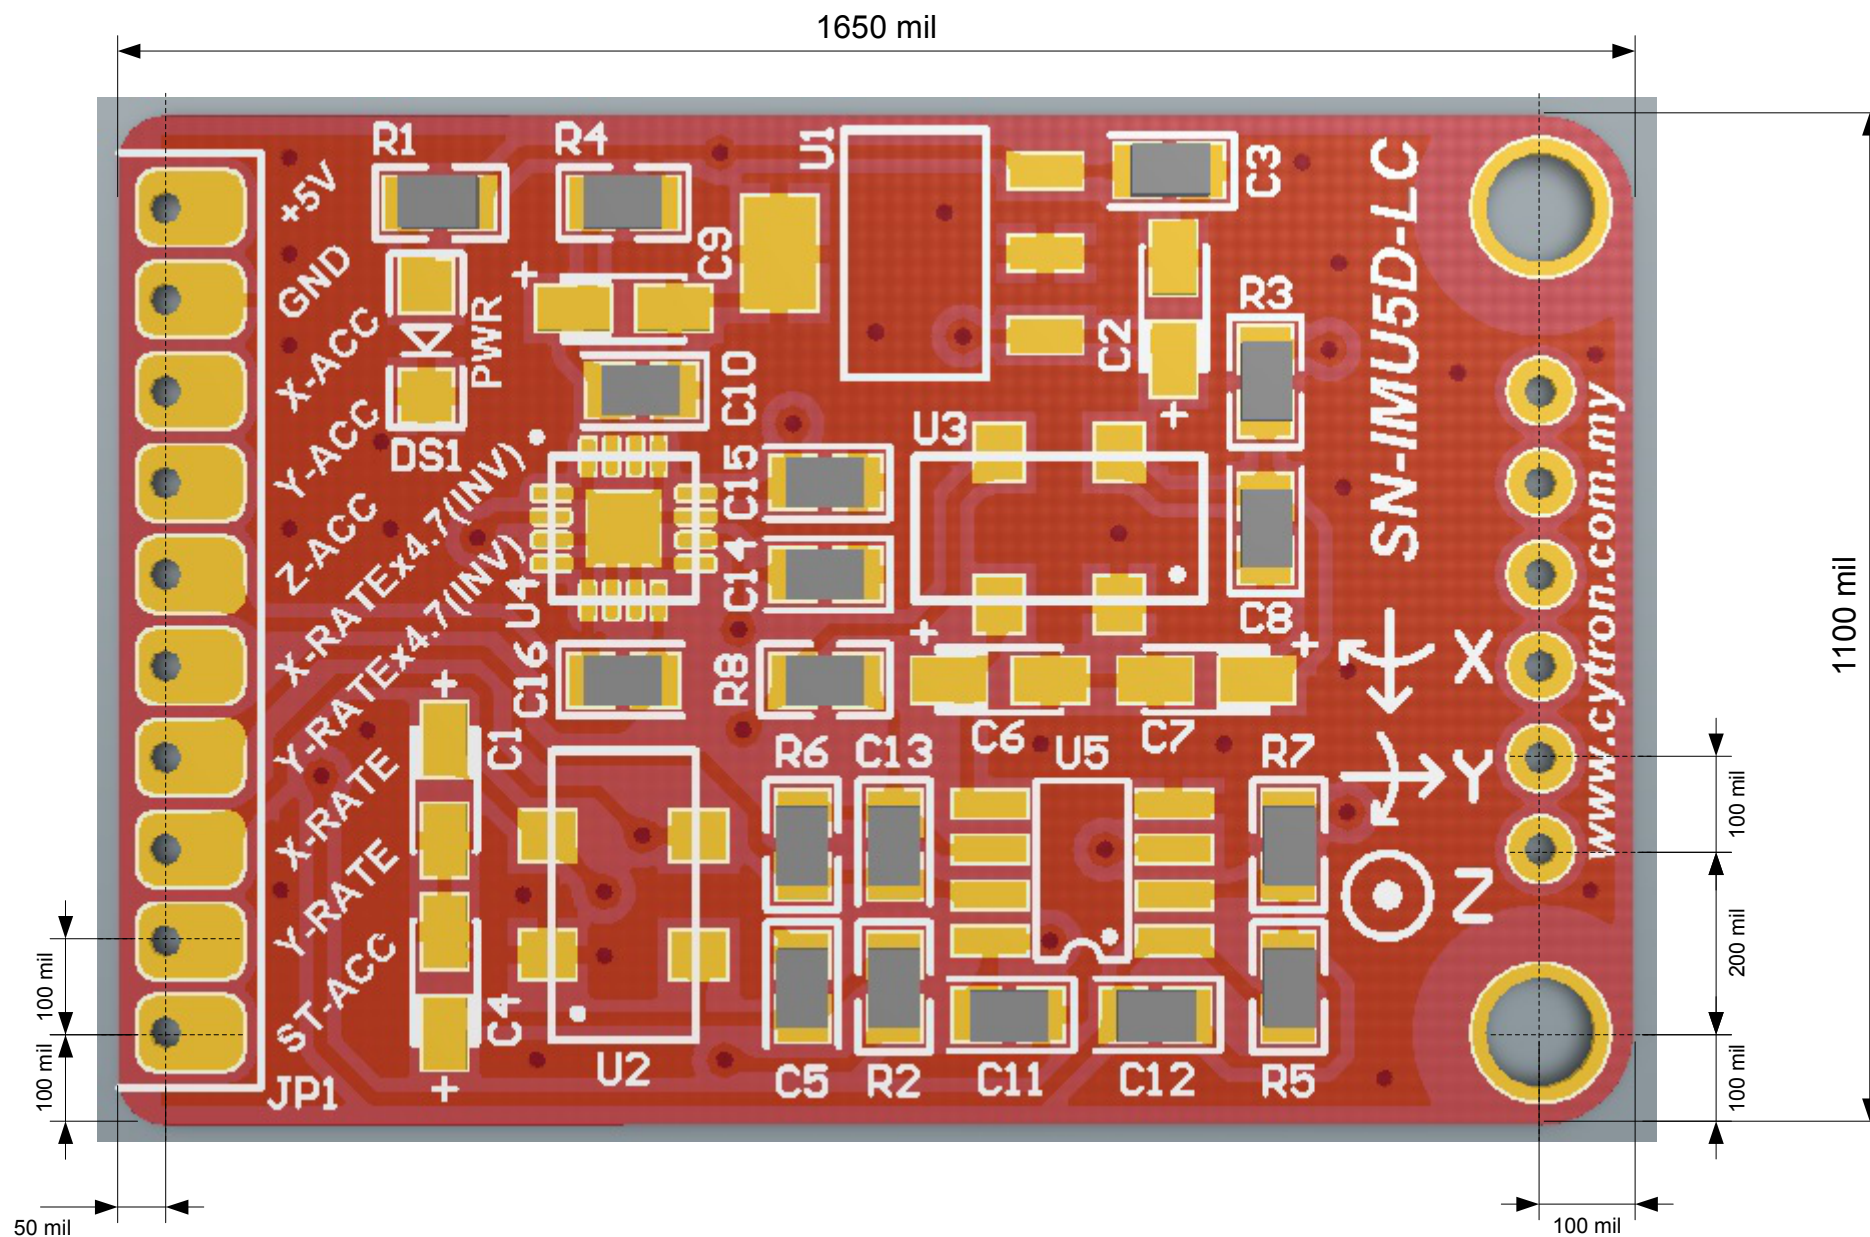 1650 mil
R1
R4
U1
C3
+5V
GND
X-ACC
Y-ACC
Z-ACC
X-RATEx4.7(INV)
Y-RATEx4.7(INV)
X-RATE
Y-RATE
ST-ACC
JP1
PWR
DS1
+
C9
C10
C15
C14
U4
C16
R8
+
C1
C4
+
U2
C2
+
R3
U3
C8
+
C6
C7
+
R6
C13
U5
R7
C5
R2
C11
C12
R5
SN-IMU5D-LC
X
Y
Z
www.cytron.com.my
1100 mil
100 mil
200 mil
100 mil
100 mil
100 mil
50 mil
100 mil